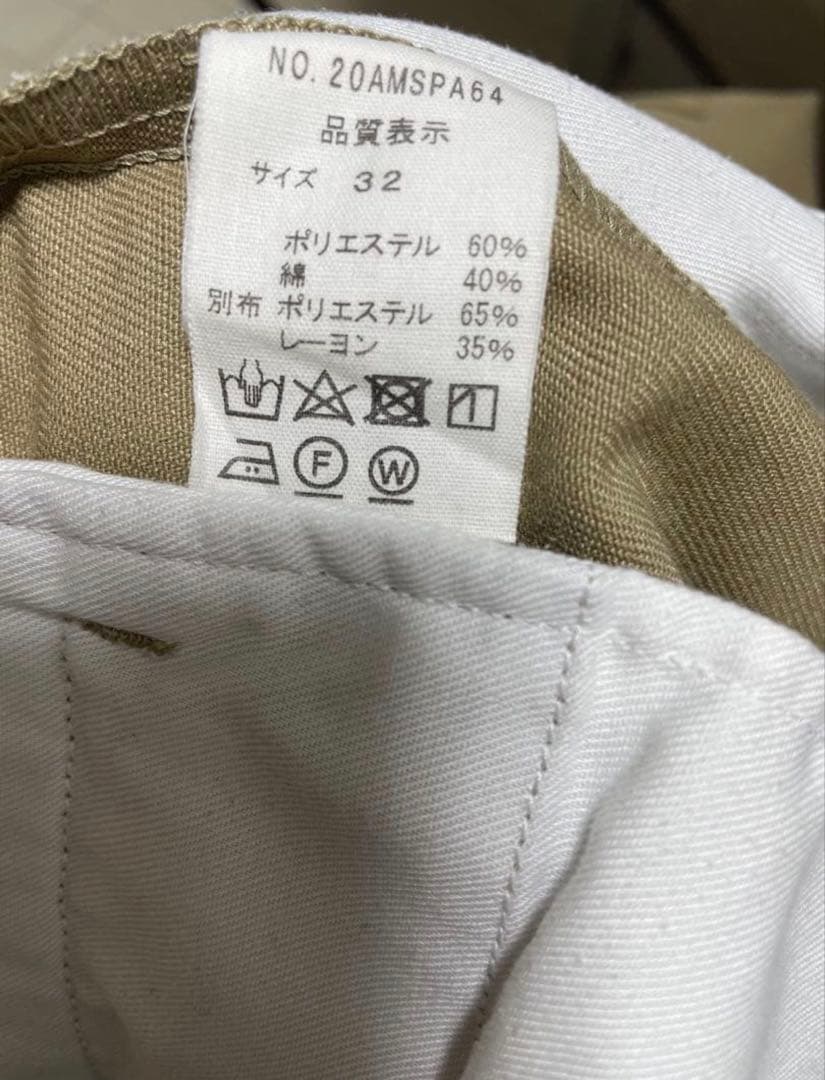 NO. 20AMSPA64
品質表示
サイズ 32
ポリエステル 60%
綿 40%
別布 ポリエステル 65%
レーヨン 35%
F W